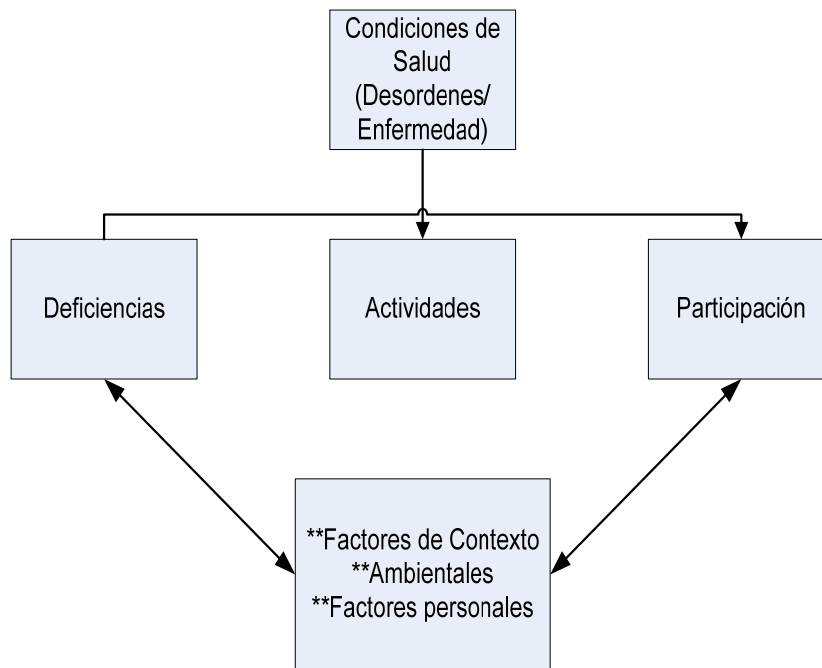 Condiciones de
Salud
(Desordenes/
Enfermedad)
Deficiencias
Actividades
Participación
**Factores de Contexto
**Ambientales
**Factores personales